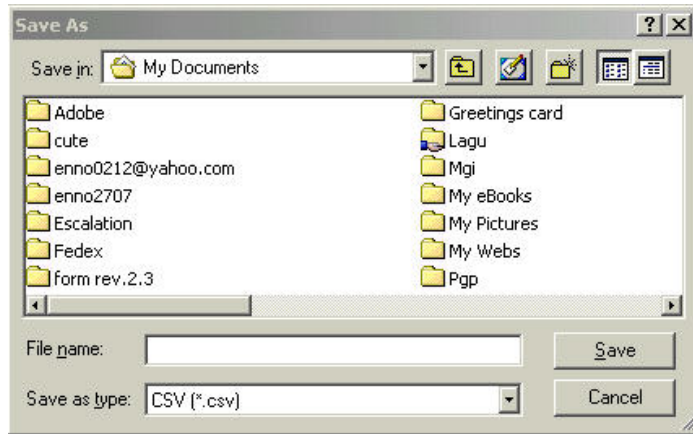 Save As
Save in: My Documents
Adobe
cute
enno0212@yahoo.com
enno2707
Escalation
Fedex
form rev.2.3
Greetings card
Lagu
Mgi
My eBooks
My Pictures
My Webs
Pgp
File name:
Save
Save as type: CSV (*.csv)
Cancel